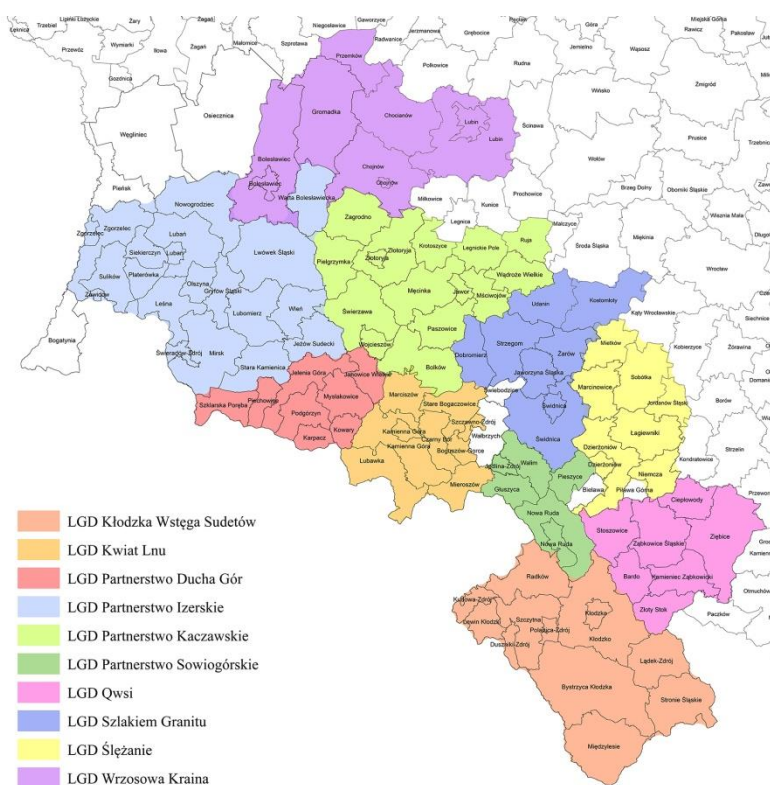 Lipinki Łużyckie
Żary
Trzebiel
Łęknica
Przewóz
Wymiarki
Iłowa
Żagań
Żagań
Małomice
Szprotawa
Niegosławice
Gaworzyce
Radwanice
Jerzmanowa
Grębocice
Pęcław
Góra
Jemielno
Wąsosz
Rawicz
Miejska Górka
Pakosław
Gozdnica
Przemków
Polkowice
Rudna
Żmigród
Osiecznica
Węgliniec
Gromadka
Chocianów
Lubin
Lubin
Ścinawa
Wińsko
Prusice
Trzebnica
Bolesławiec
Bolesławiec
Chojnów
Chojnów
Wołów
Pieńsk
Warta Bolesławiecka
Miłkowice
Kunice
Prochowice
Brzeg Dolny
Oborniki Śląskie
Nowogrodziec
Zagrodno
Legnica
Wisznia Mała
Zgorzelec
Zgorzelec
Lubań
Lubań
Siekierczyn
Lwówek Śląski
Złotoryja
Złotoryja
Krotoszyce
Legnickie Pole
Ruja
Malczyce
Środa Śląska
Miękinia
Wrocław
Pielgrzymka
Sulików
Platerówka
Zawidów
Olszyna
Gryfów Śląski
Leśna
Lubomierz
Wleń
Męcinka
Jawor
Mściwojów
Wądroże Wielkie
Udanin
Kostomłoty
Kąty Wrocławskie
Siechnice
Świerzawa
Paszowice
Bogatynia
Świeradów-Zdrój
Mirsk
Stara Kamienica
Jeżów Sudecki
Wojcieszów
Bolków
Dobromierz
Strzegom
Żarów
Mietków
Kobierzyce
Żórawina
Jelenia Góra
Janowice Wielkie
Marciszów
Świebodzice
Jaworzyna Śląska
Marcinowice
Sobótka
Jordanów Śląski
Borów
Szklarska Poręba
Piechowice
Mysłakowice
Podgórzyn
Karpacz
Kowary
Stare Bogaczowice
Szczawno-Zdrój
Świdnica
Świdnica
Kamienna Góra
Kamienna Góra
Czarny Bór
Wałbrzych
Boguszów-Gorce
Lubawka
Mieroszów
Łagiewniki
Dzierżoniów
Dzierżoniów
Niemcza
Kondratowice
Strzelin
Jedlina-Zdrój
Walim
Głuszyca
Pieszyce
Bielawa
Piława Górna
Nowa Ruda
Nowa Ruda
Ciepłowody
Stoszowice
Ząbkowice Śląskie
Ziębice
Bardo
Kamieniec Ząbkowicki
Złoty Stok
Paczków
Otmuchów
Radków
Kudowa-Zdrój
Lewin Kłodzki
Szczytna
Polanica-Zdrój
Duszniki-Zdrój
Kłodzko
Lądek-Zdrój
Bystrzyca Kłodzka
Stronie Śląskie
Międzylesie
LGD Kłodzka Wstęga Sudetów
LGD Kwiat Lnu
LGD Partnerstwo Ducha Gór
LGD Partnerstwo Izerskie
LGD Partnerstwo Kaczawskie
LGD Partnerstwo Sowiogórskie
LGD Qwsi
LGD Szlakiem Granitu
LGD Ślężanie
LGD Wrzosowa Kraina